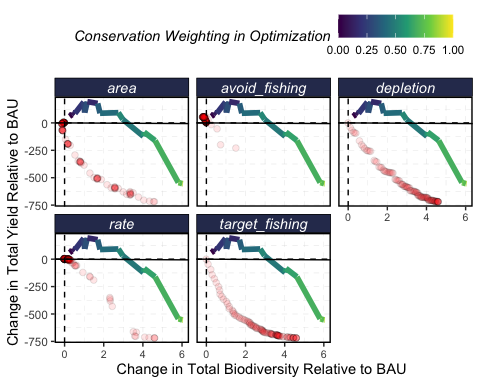 Conservation Weighting in Optimization
0.00 0.25 0.50 0.75 1.00
area avoid_fishing depletion
0
-250
-500
-750
0 2 4 6
rate target_fishing
0
-250
-500
-750
0 2 4 6 0 2 4 6
Change in Total Yield Relative to BAU
Change in Total Biodiversity Relative to BAU